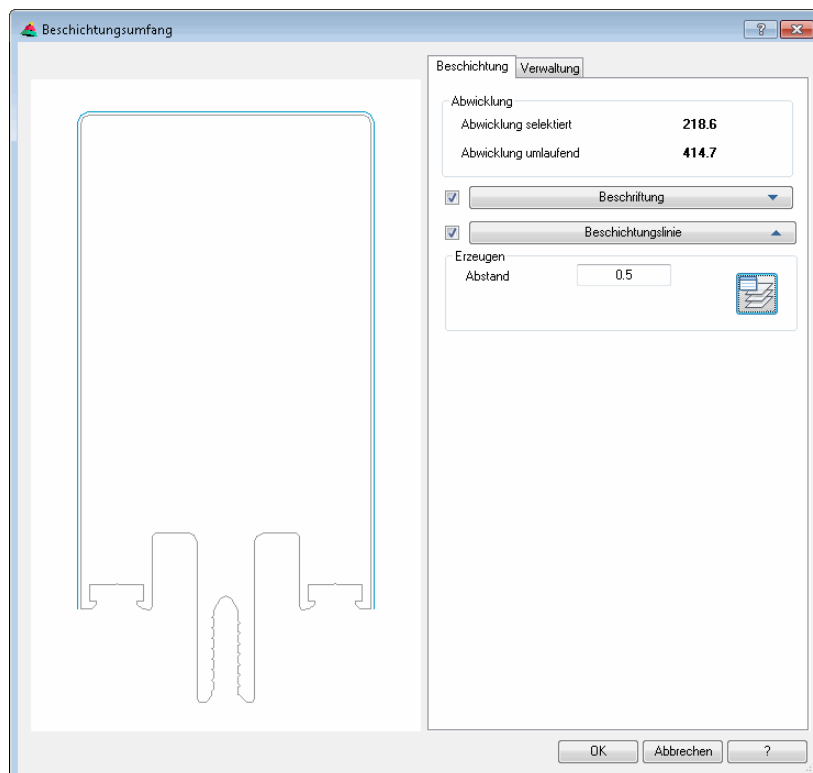 Beschichtungsumfang
Beschichtung Verwaltung
Abwicklung
Abwicklung selektiert 218.6
Abwicklung umlaufend 414.7
Beschriftung
Beschichtungslinie
Erzeugen
Abstand 0.5
OK Abbrechen ?